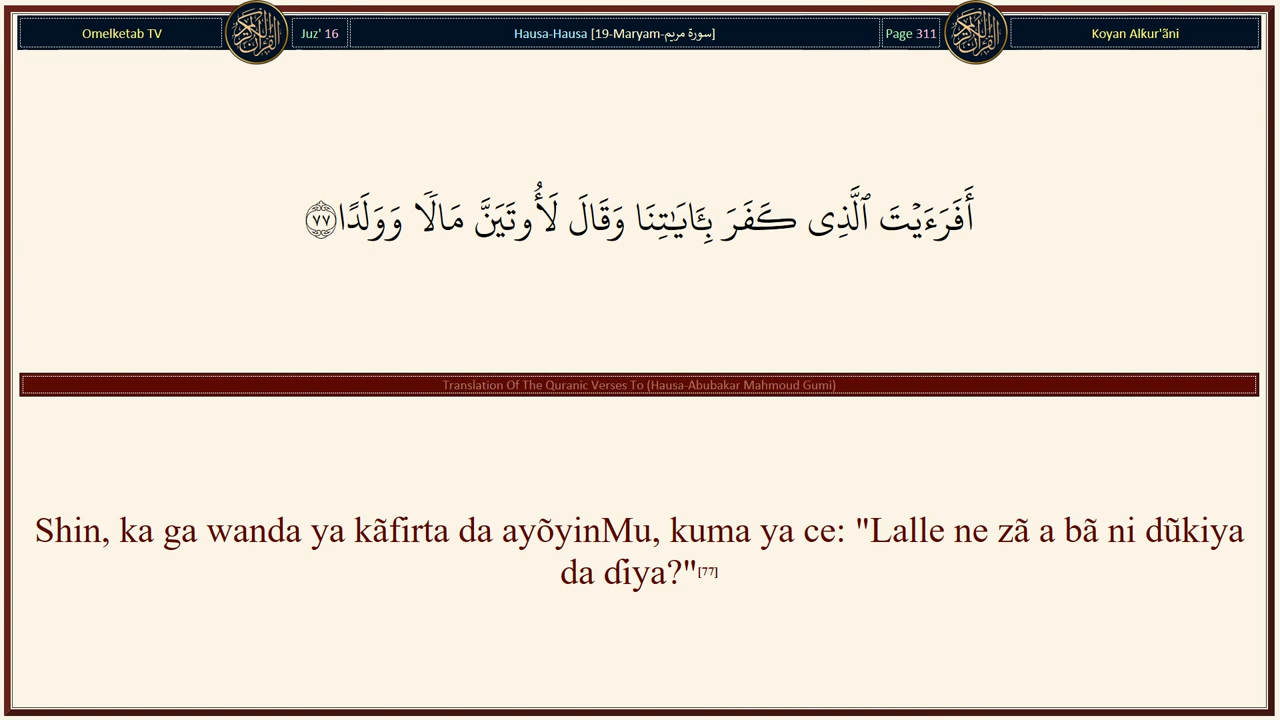 Omelketab TV
Juz' 16
Hausa-Hausa [19-Maryam-سورة مريم]
Page 311
Koyan Alƙur'ãni
أَفَرَءَيۡتَ ٱلَّذِى كَفَرَ بِـَٔايَـٰتِنَا وَقَالَ لَأُوتَيَنَّ مَالًا وَوَلَدًا ٧٧
Translation Of The Quranic Verses To (Hausa-Abubakar Mahmoud Gumi)
Shin, ka ga wanda ya kãfirta da ayõyinMu, kuma ya ce: "Lalle ne zã a bã ni dũkiya
da ɗiya?"[77]